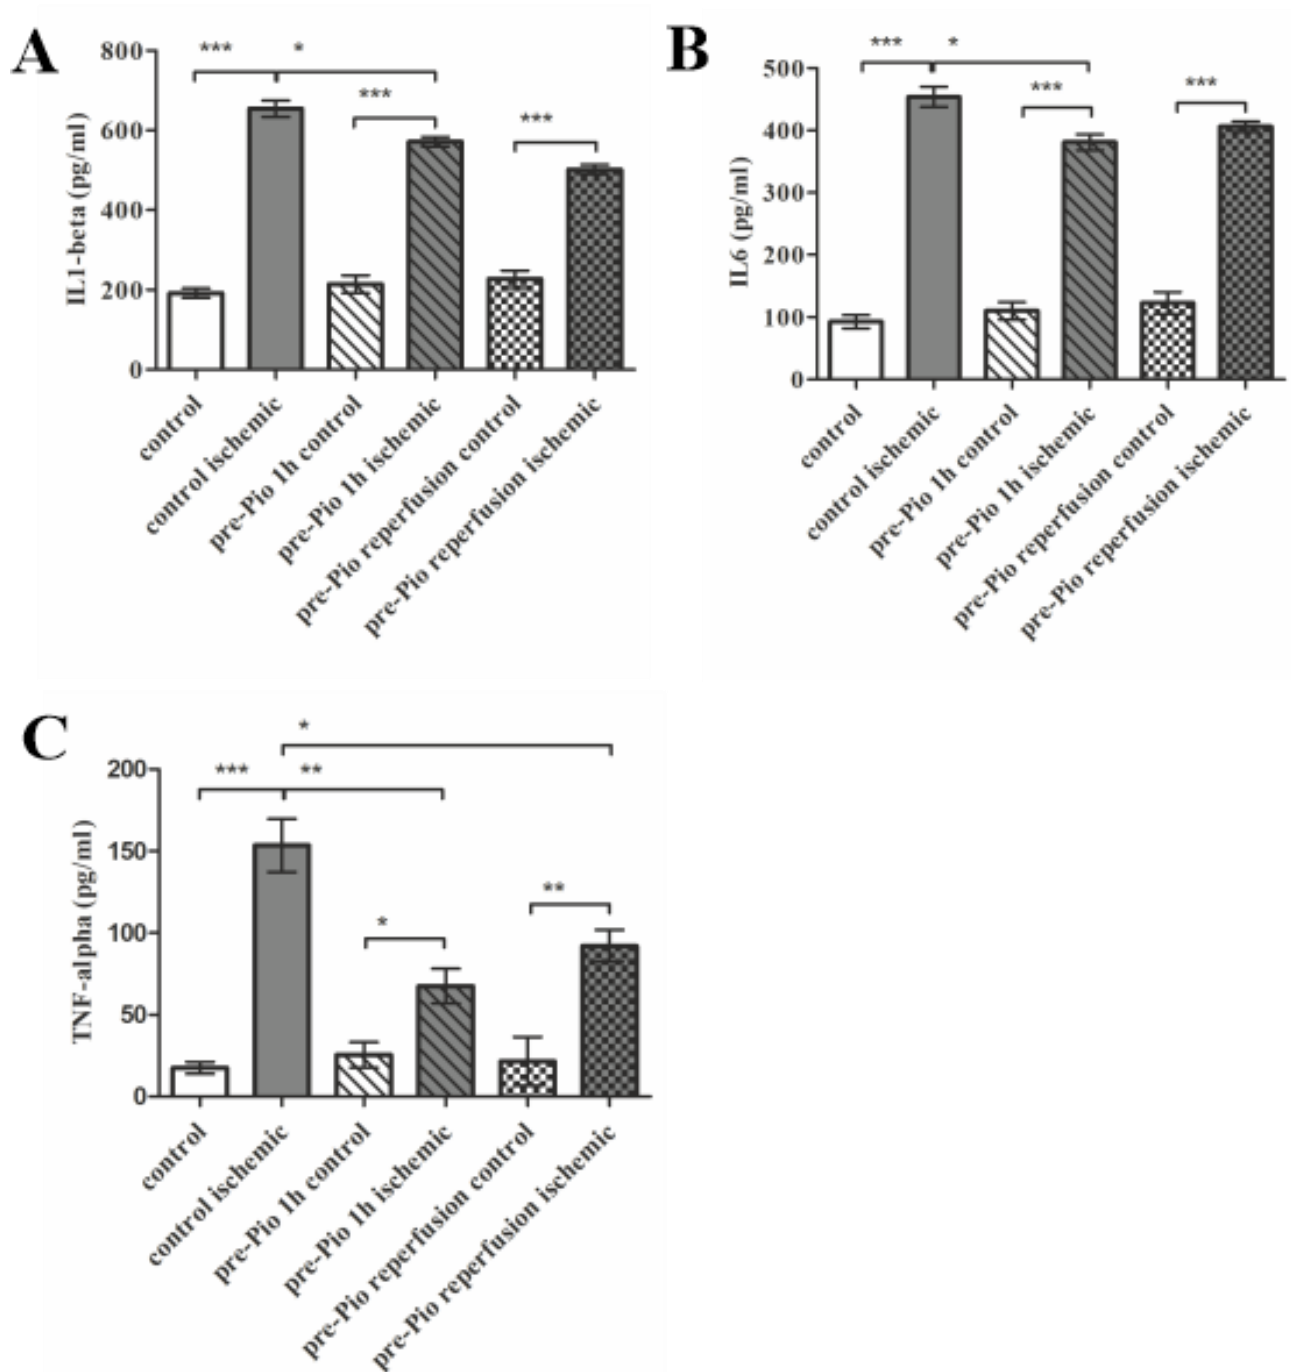 A
IL1-beta (pg/ml)
800
600
400
200
0
*** *
***
***
control
control ischemic
pre-Pio 1h control
pre-Pio 1h ischemic
pre-Pio reperfusion control
pre-Pio reperfusion ischemic
B
IL6 (pg/ml)
500
400
300
200
100
0
*** *
***
***
control
control ischemic
pre-Pio 1h control
pre-Pio 1h ischemic
pre-Pio reperfusion control
pre-Pio reperfusion ischemic
C
TNF-alpha (pg/ml)
200
150
100
50
0
*
*** **
**
*
control
control ischemic
pre-Pio 1h control
pre-Pio 1h ischemic
pre-Pio reperfusion control
pre-Pio reperfusion ischemic